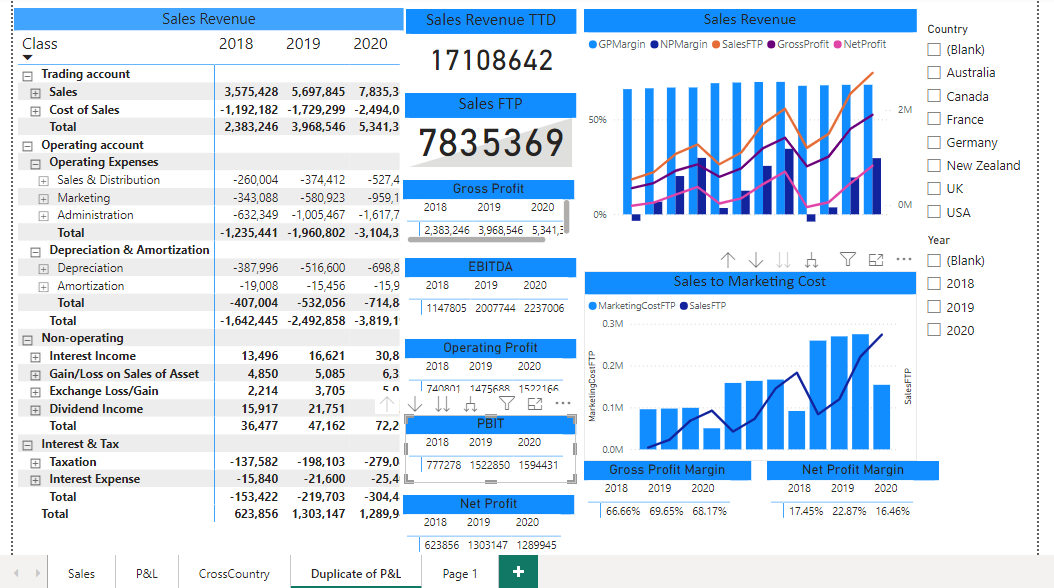 Sales Revenue
Class 2018 2019 2020
Trading account
Sales 3,575,428 5,697,845 7,835,3
Cost of Sales -1,192,182 -1,729,299 -2,494,0
Total 2,383,246 3,968,546 5,341,3
Operating account
Operating Expenses
Sales & Distribution -260,004 -374,412 -527,4
Marketing -343,088 -580,923 -959,1
Administration -632,349 -1,005,467 -1,617,7
Total -1,235,441 -1,960,802 -3,104,3
Depreciation & Amortization
Depreciation -387,996 -516,600 -698,8
Amortization -19,008 -15,456 -15,9
Total -407,004 -532,056 -714,8
Total -1,642,445 -2,492,858 -3,819,1
Non-operating
Interest Income 13,496 16,621 30,8
Gain/Loss on Sales of Asset 4,850 5,085 6,3
Exchange Loss/Gain 2,214 3,705
Dividend Income 15,917 21,751
Total 36,477 47,162 72,2
Interest & Tax
Taxation -137,582 -198,103 -279,0
Interest Expense -15,840 -21,600 -25,4
Total -153,422 -219,703 -304,4
Total 623,856 1,303,147 1,289,9
Sales Revenue TTD
17108642
Sales FTP
7835369
Gross Profit
2018 2019 2020
2,383,246 3,968,546 5,341,3
EBITDA
2018 2019 2020
1147805 2007744 2237006
Operating Profit
2018 2019 2020
740801 1475688 1522166
PBIT
2018 2019 2020
777278 1522850 1594431
Net Profit
2018 2019 2020
623856 1303147 1289945
Sales Revenue
GPMargin NPMargin SalesFTP GrossProfit NetProfit
50%
0%
2M
0M
Sales to Marketing Cost
MarketingCostFTP SalesFTP
MarketingCostFTP
0.3M
0.2M
0.1M
0.0M
SalesFTP
Gross Profit Margin
2018 2019 2020
66.66% 69.65% 68.17%
Net Profit Margin
2018 2019 2020
17.45% 22.87% 16.46%
Country
(Blank)
Australia
Canada
France
Germany
New Zealand
UK
USA
Year
(Blank)
2018
2019
2020
Sales P&L CrossCountry Duplicate of P&L Page 1 +